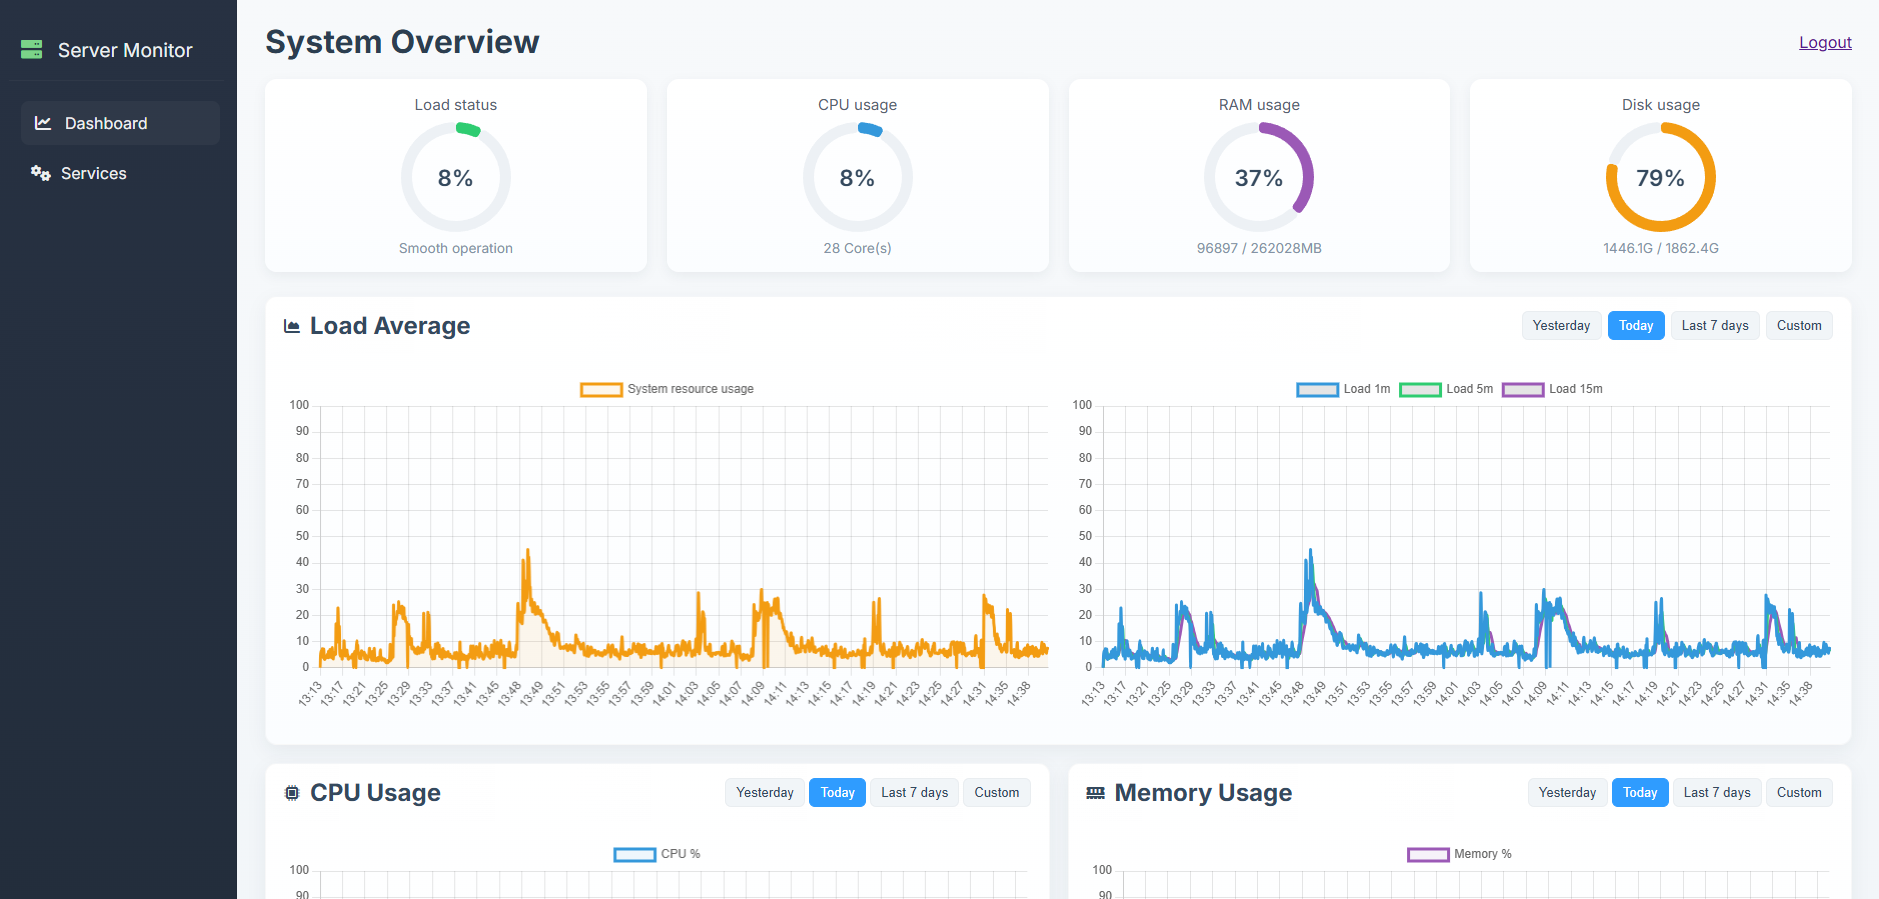 Server Monitor
Dashboard
Services
System Overview
Logout
Load status
8%
Smooth operation
CPU usage
8%
28 Core(s)
RAM usage
37%
96897 / 262028MB
Disk usage
79%
1446.1G / 1862.4G
Load Average
Yesterday Today Last 7 days Custom
System resource usage
100
90
80
70
60
50
40
30
20
10
0
13:13 13:17 13:21 13:25 13:29 13:33 13:37 13:41 13:45 13:48 13:49 13:51 13:53 13:55 13:57 13:59 14:01 14:03 14:05 14:07 14:09 14:11 14:13 14:15 14:17 14:19 14:21 14:23 14:25 14:27 14:31 14:35 14:38
Load 1m Load 5m Load 15m
100
90
80
70
60
50
40
30
20
10
0
13:13 13:17 13:21 13:25 13:29 13:33 13:37 13:41 13:45 13:48 13:49 13:51 13:53 13:55 13:57 13:59 14:01 14:03 14:05 14:07 14:09 14:11 14:13 14:15 14:17 14:19 14:21 14:23 14:25 14:27 14:31 14:35 14:38
CPU Usage
Yesterday Today Last 7 days Custom
CPU %
100
90
Memory Usage
Yesterday Today Last 7 days Custom
Memory %
100
90